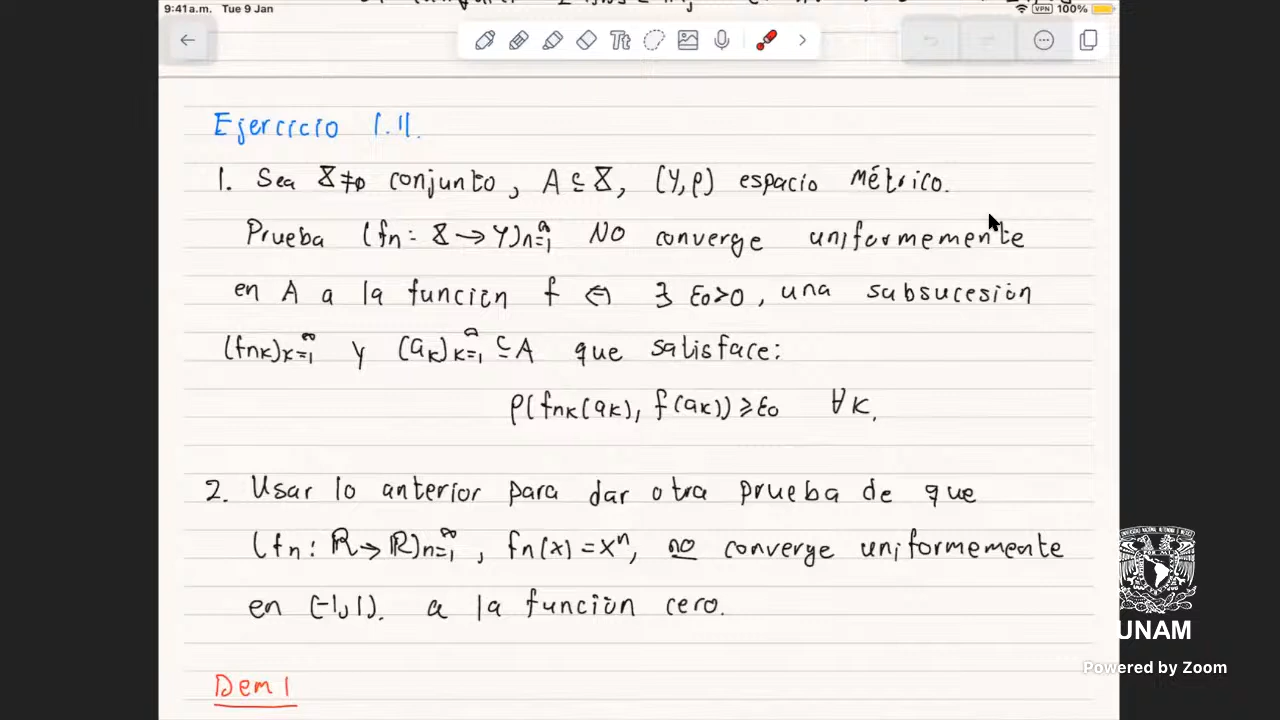 9:41a.m. Tue 9 Jan
VPN 100%
Tt
Ejercicio 1.11.
1. Sea X≠∅ conjunto, A⊆X, (Y,ρ) espacio métrico.
Prueba (fn: X→Y)n=1^∞ NO converge uniformemente
en A a la función f ⇔ ∃ ε0>0, una subsucesión
(fnk)k=1^∞ y (ak)k=1^∞ ⊆A que satisface:
ρ(fnk(ak), f(ak))≥ε0 ∀k.
2. Usar lo anterior para dar otra prueba de que
(fn: ℝ→ℝ)n=1^∞, fn(x)=x^n, no converge uniformemente
en (-1,1). a la función cero.
Dem 1
UNAM
Powered by Zoom